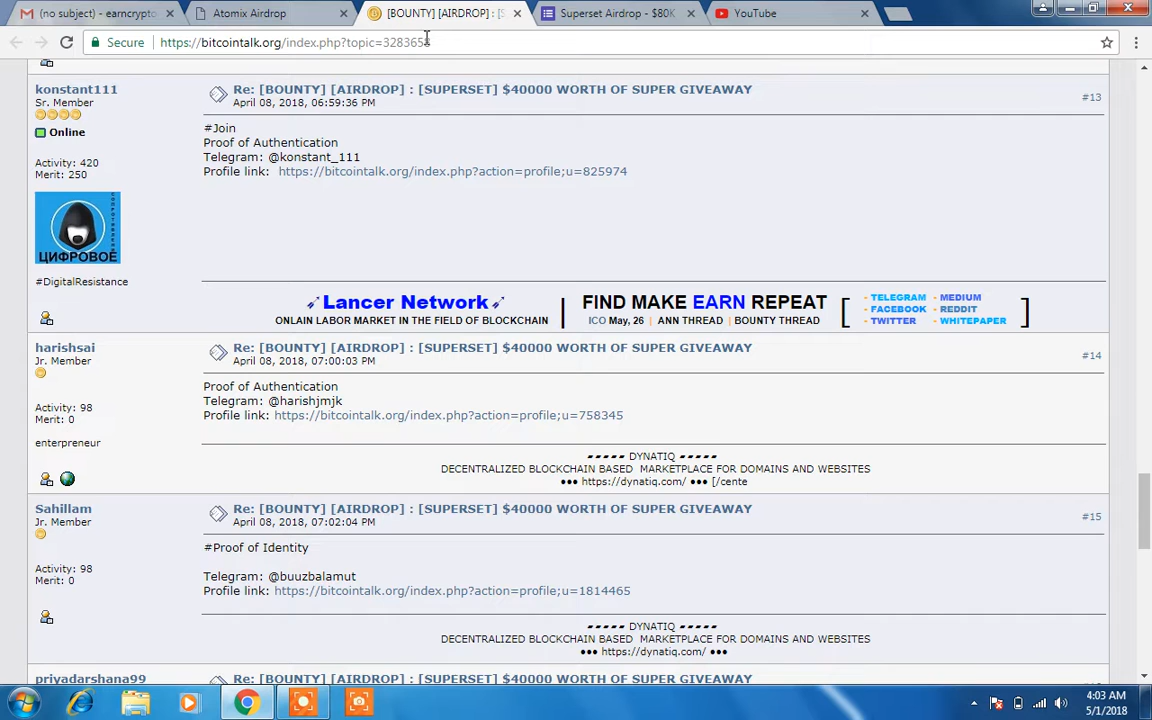 (no subject) - earncrypto
Atomix Airdrop
[BOUNTY] [AIRDROP] : [S
Superset Airdrop - $80K
YouTube
Secure
https://bitcointalk.org/index.php?topic=3283658
konstant111
Sr. Member
Online
Activity: 420
Merit: 250
ЦИФРОВОЕ
#DigitalResistance
Re: [BOUNTY] [AIRDROP] : [SUPERSET] $40000 WORTH OF SUPER GIVEAWAY
April 08, 2018, 06:59:36 PM
#13
#Join
Proof of Authentication
Telegram: @konstant_111
Profile link: https://bitcointalk.org/index.php?action=profile;u=825974
➶ Lancer Network ➶
ONLAIN LABOR MARKET IN THE FIELD OF BLOCKCHAIN
FIND MAKE EARN REPEAT
ICO May, 26 | ANN THREAD | BOUNTY THREAD
- TELEGRAM - MEDIUM
- FACEBOOK - REDDIT
- TWITTER - WHITEPAPER
harishsai
Jr. Member
Activity: 98
Merit: 0
enterpreneur
Re: [BOUNTY] [AIRDROP] : [SUPERSET] $40000 WORTH OF SUPER GIVEAWAY
April 08, 2018, 07:00:03 PM
#14
Proof of Authentication
Telegram: @harishjmjk
Profile link: https://bitcointalk.org/index.php?action=profile;u=758345
▰▰▰▰▰ DYNATIQ ▰▰▰▰▰
DECENTRALIZED BLOCKCHAIN BASED MARKETPLACE FOR DOMAINS AND WEBSITES
●●● https://dynatiq.com/ ●●● [/cente
Sahillam
Jr. Member
Activity: 98
Merit: 0
Re: [BOUNTY] [AIRDROP] : [SUPERSET] $40000 WORTH OF SUPER GIVEAWAY
April 08, 2018, 07:02:04 PM
#15
#Proof of Identity
Telegram: @buuzbalamut
Profile link: https://bitcointalk.org/index.php?action=profile;u=1814465
▰▰▰▰▰ DYNATIQ ▰▰▰▰▰
DECENTRALIZED BLOCKCHAIN BASED MARKETPLACE FOR DOMAINS AND WEBSITES
●●● https://dynatiq.com/ ●●●
priyadarshana99
Re: [BOUNTY] [AIRDROP] : [SUPERSET] $40000 WORTH OF SUPER GIVEAWAY
4:03 AM
5/1/2018